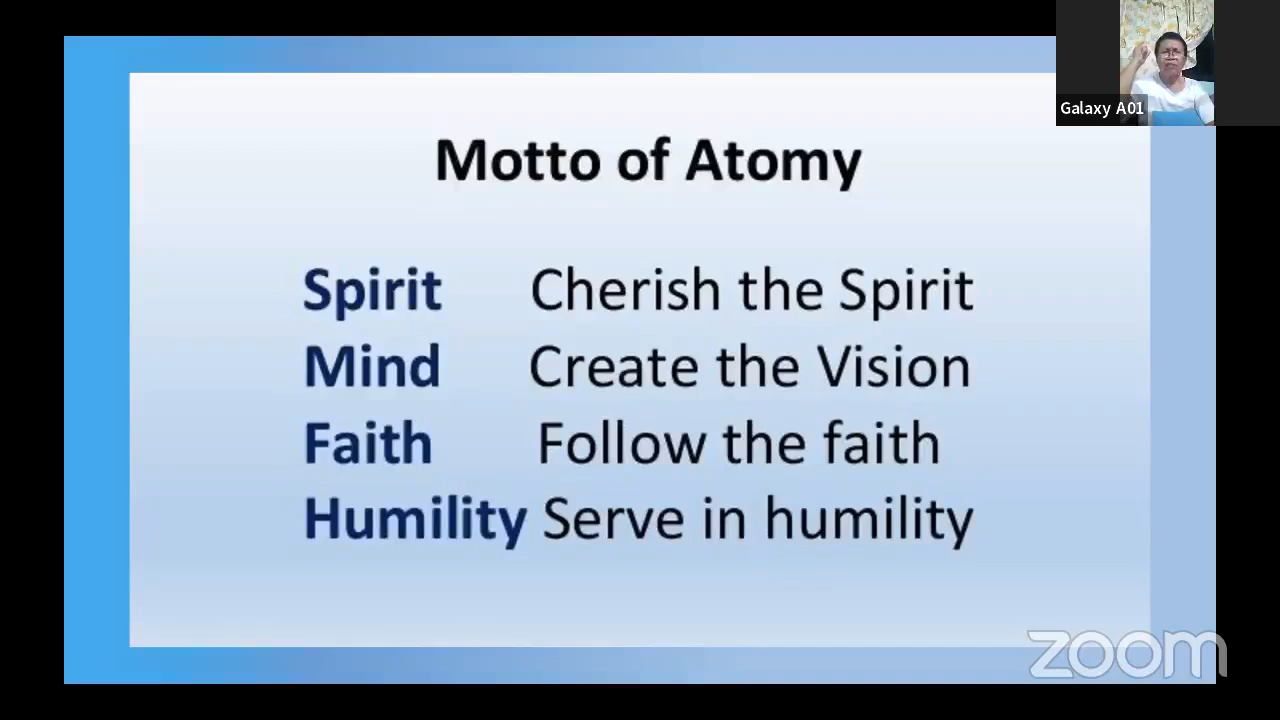 Galaxy A01
Motto of Atomy
Spirit Cherish the Spirit
Mind Create the Vision
Faith Follow the faith
Humility Serve in humility
zoom